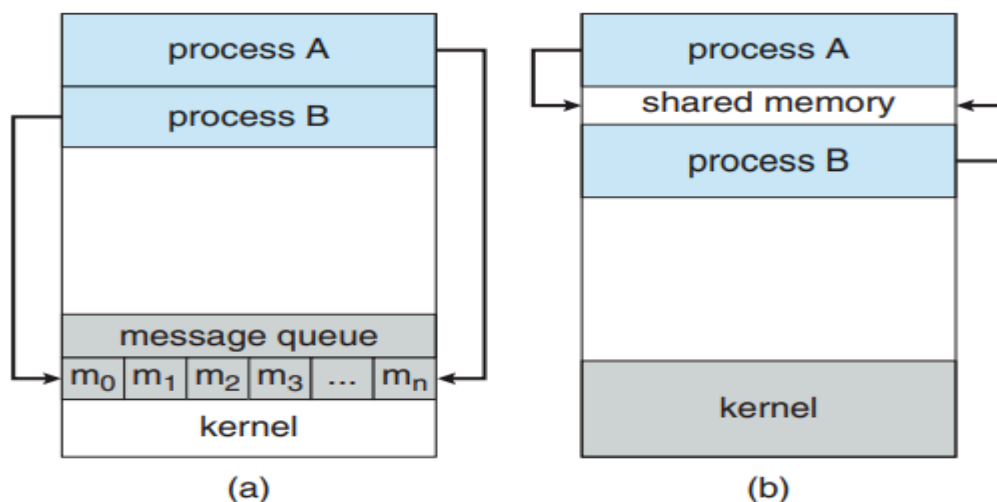 process A
process B
message queue
m0 m1 m2 m3 ... mn
kernel
(a)
process A
shared memory
process B
kernel
(b)